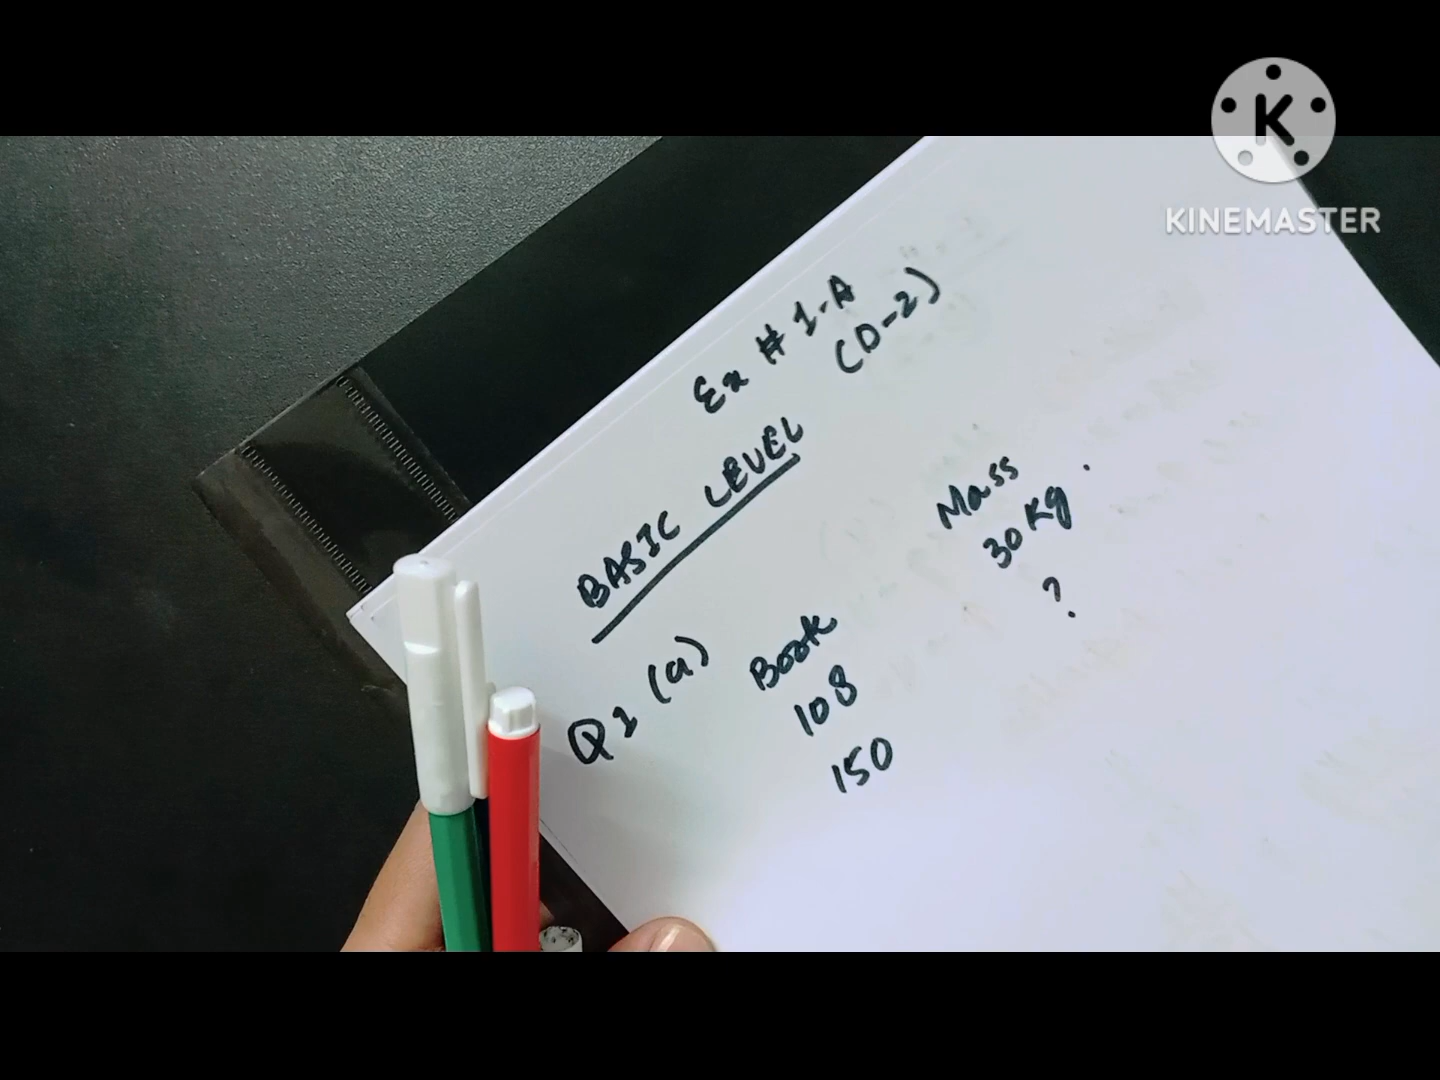 K
KINEMASTER
Ex # 1-A
(D-2)
BASIC LEVEL
Q1 (a) Book Mass
108 30 Kg.
150 ?